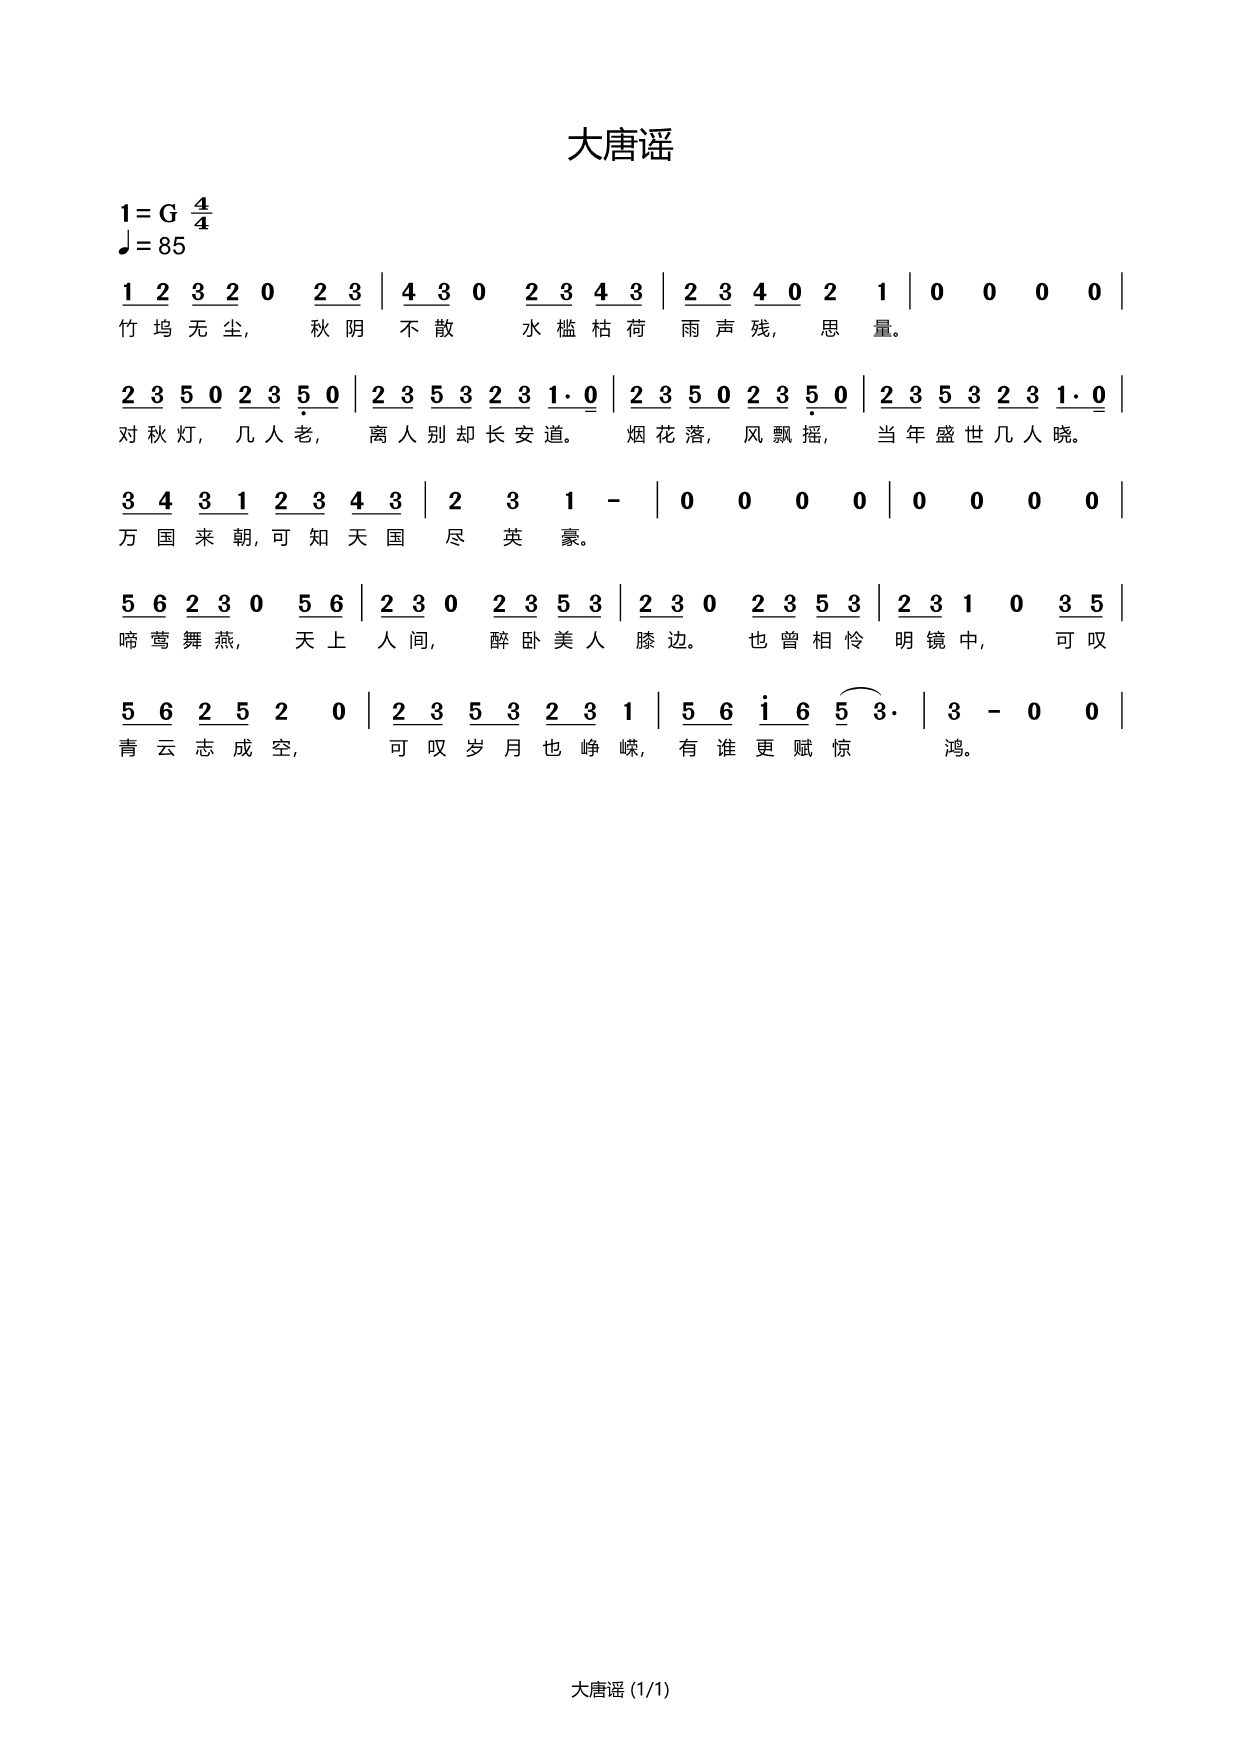 大唐谣
1 = G 4/4
♩ = 85
1 2 3 2 0 2 3 | 4 3 0 2 3 4 3 | 2 3 4 0 2 1 | 0 0 0 0 |
竹坞无尘, 秋阴不散 水槛枯荷雨声残, 思量。
2 3 5 0 2 3 5̣ 0 | 2 3 5 3 2 3 1· 0 | 2 3 5 0 2 3 5̣ 0 | 2 3 5 3 2 3 1· 0 |
对秋灯, 几人老, 离人别却长安道。 烟花落, 风飘摇, 当年盛世几人晓。
3 4 3 1 2 3 4 3 | 2 3 1 - | 0 0 0 0 | 0 0 0 0 |
万国来朝, 可知天国尽英豪。
5 6 2 3 0 5 6 | 2 3 0 2 3 5 3 | 2 3 0 2 3 5 3 | 2 3 1 0 3 5 |
啼莺舞燕, 天上人间, 醉卧美人膝边。 也曾相怜明镜中, 可叹
5 6 2 5 2 0 | 2 3 5 3 2 3 1 | 5 6 1̇ 6 5 3· | 3 - 0 0 |
青云志成空, 可叹岁月也峥嵘, 有谁更赋惊鸿。
大唐谣 (1/1)